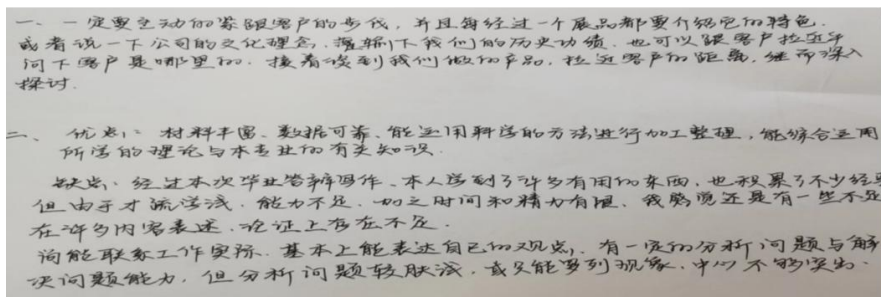 一、一定要主动的紧跟客户的步伐，并且每经过一个展品都要介绍它的特色.
或者说一下公司的文化理念，灌输下我们的历史功绩，也可以跟客户拉近乎
问下客户是哪里的.接着谈到我们做的产品，拉近客户的距离，继而深入
探讨.
二、优点：材料丰富、数据可靠、能运用科学的方法进行加工整理，能综合运用
所学的理论与本专业的有关知识.
缺点：经过本次毕业答辩写作，本人学到了许多有用的东西，也积累了不少经
但由于才疏学浅，能力不足，加之时间和精力有限，我感觉还是有一些不足
在许多内容表述、论证上存在不足.
尚能联系工作实际，基本上能表达自己的观点，有一定的分析问题与解
决问题能力，但分析问题较肤浅，或只能罗列现象，中心不够突出.